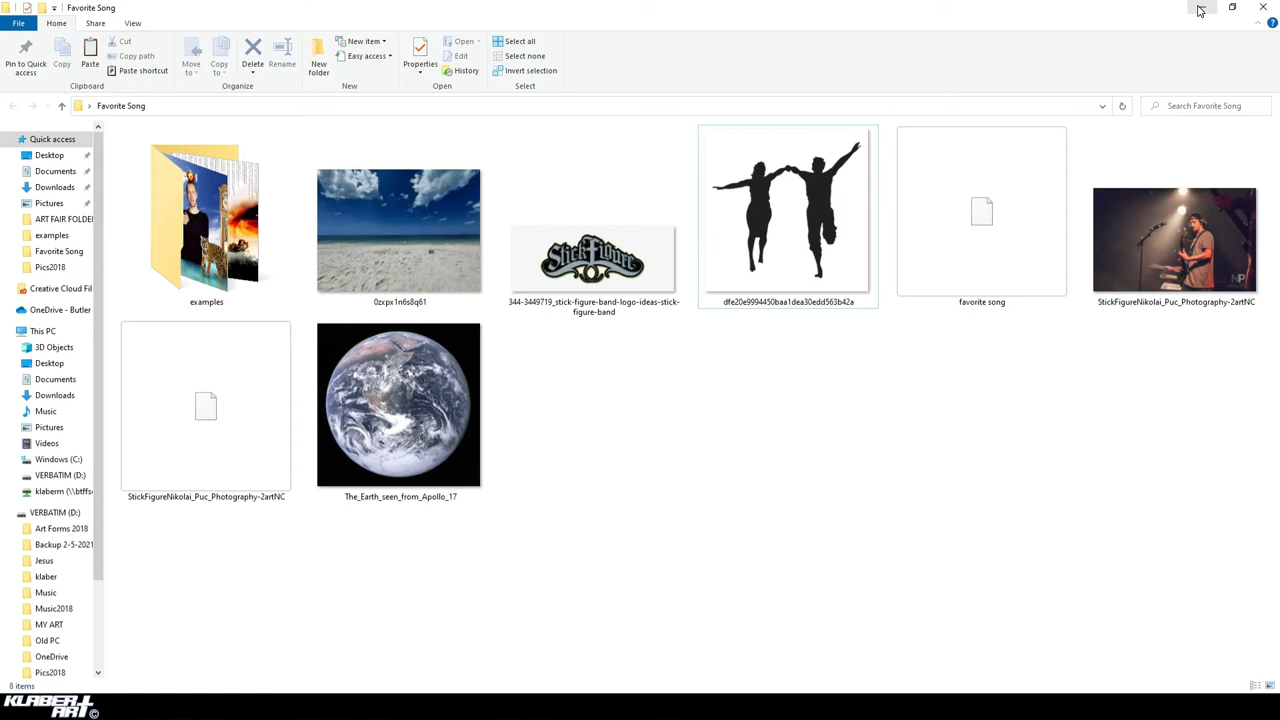 Favorite Song
File Home Share View
Pin to Quick access
Copy
Paste
Cut
Copy path
Paste shortcut
Clipboard
Move to
Copy to
Delete
Rename
Organize
New folder
New item
Easy access
New
Properties
Open
Edit
History
Open
Select all
Select none
Invert selection
Select
Favorite Song
Search Favorite Song
Quick access
Desktop
Documents
Downloads
Pictures
ART FAIR FOLDER
examples
Favorite Song
Pics2018
Creative Cloud Fil
OneDrive - Butler
This PC
3D Objects
Desktop
Documents
Downloads
Music
Pictures
Videos
Windows (C:)
VERBATIM (D:)
klaberm (\\btffs
VERBATIM (D:)
Art Forms 2018
Backup 2-5-2021
Jesus
klaber
Music
Music2018
MY ART
Old PC
OneDrive
Pics2018
examples
0zxpx1n6s8q61
Stick Figure
344-3449719_stick-figure-band-logo-ideas-stick-
figure-band
dfe20e9994450baa1dea30edd563b42a
favorite song
NP
StickFigureNikolai_Puc_Photography-2artNC
StickFigureNikolai_Puc_Photography-2artNC
The_Earth_seen_from_Apollo_17
8 items
KLABER ART ©